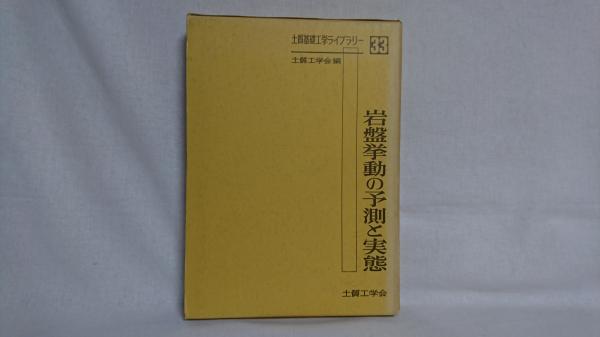 土質基礎工学ライブラリー 33
土質工学会編
岩盤挙動の予測と実態
土質工学会